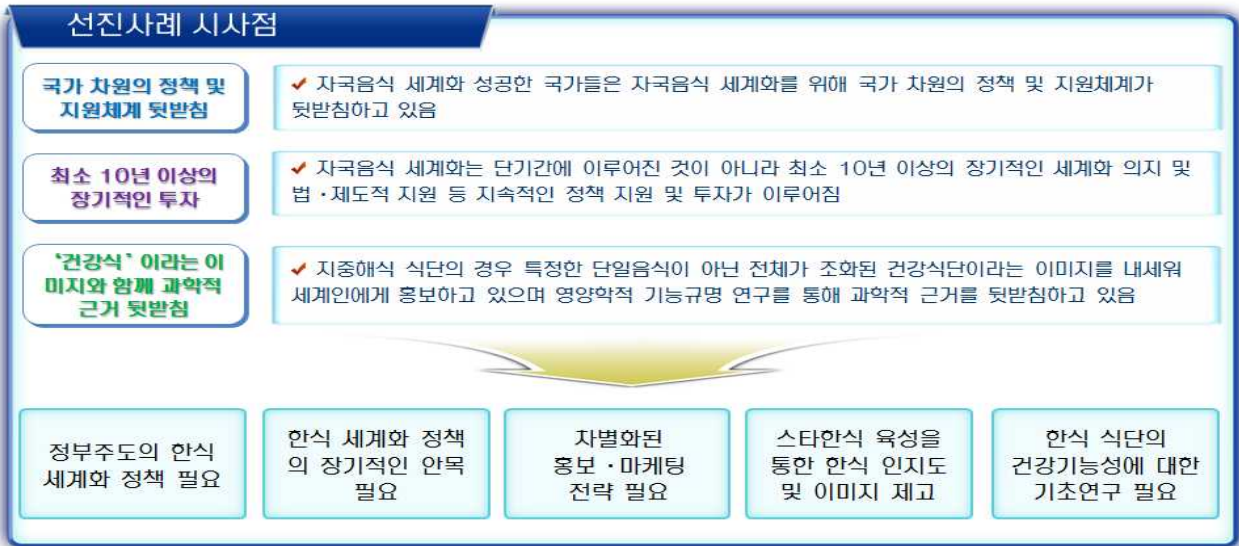 선진사례 시사점
국가 차원의 정책 및
지원체계 뒷받침
✓ 자국음식 세계화 성공한 국가들은 자국음식 세계화를 위해 국가 차원의 정책 및 지원체계가
뒷받침하고 있음
최소 10년 이상의
장기적인 투자
✓ 자국음식 세계화는 단기간에 이루어진 것이 아니라 최소 10년 이상의 장기적인 세계화 의지 및
법·제도적 지원 등 지속적인 정책 지원 및 투자가 이루어짐
‘건강식’이라는 이
미지와 함께 과학적
근거 뒷받침
✓ 지중해식 식단의 경우 특정한 단일음식이 아닌 전체가 조화된 건강식단이라는 이미지를 내세워
세계인에게 홍보하고 있으며 영양학적 기능규명 연구를 통해 과학적 근거를 뒷받침하고 있음
정부주도의 한식
세계화 정책 필요
한식 세계화 정책
의 장기적인 안목
필요
차별화된
홍보·마케팅
전략 필요
스타한식 육성을
통한 한식 인지도
및 이미지 제고
한식 식단의
건강기능성에 대한
기초연구 필요